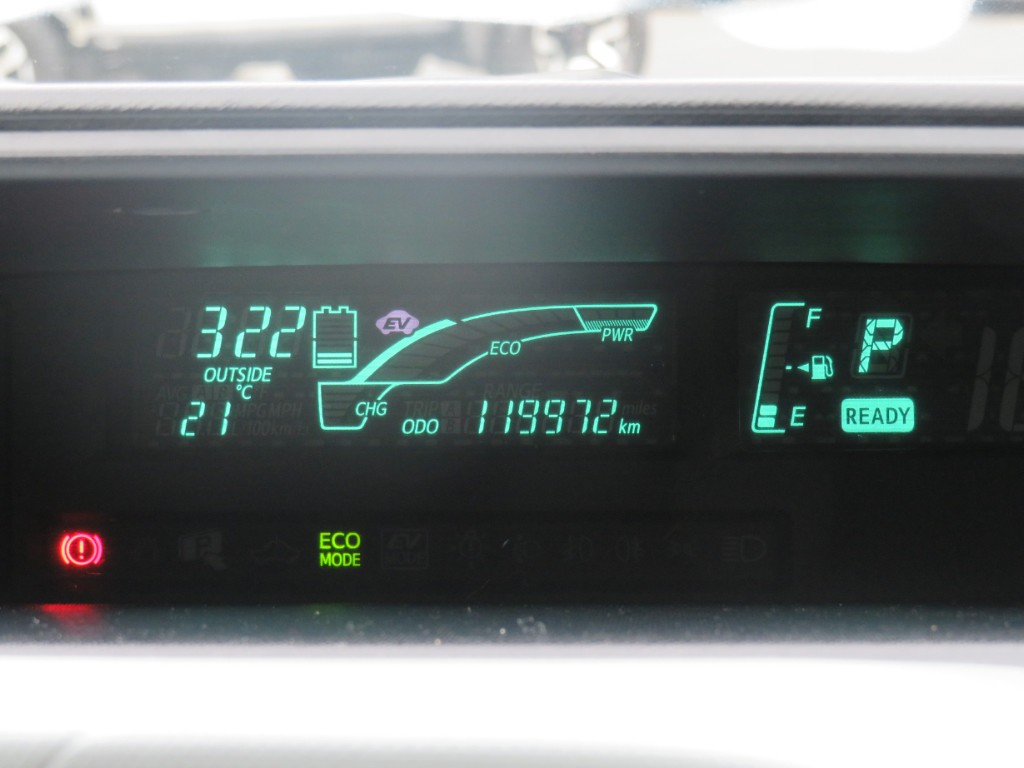 322
EV
F
P
ECO
PWR
OUTSIDE
°C
21
CHG
ODO 119972 km
E
READY
ECO
MODE